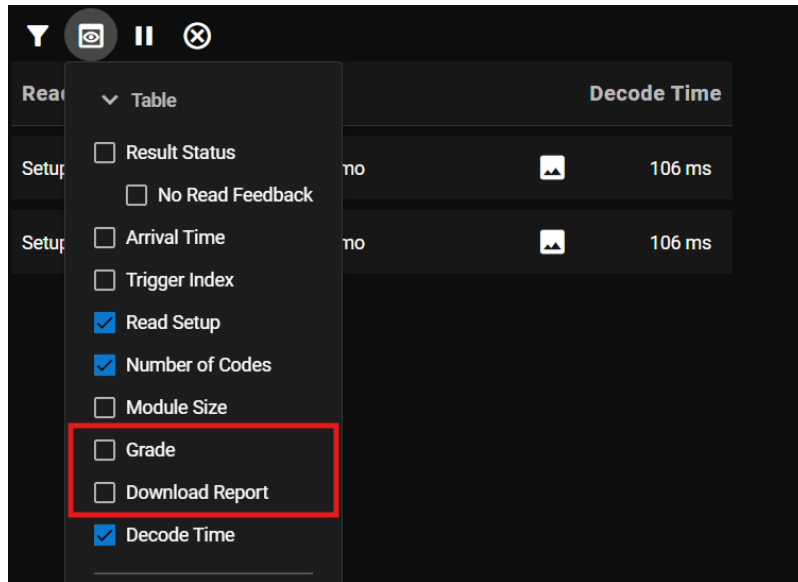 Decode Time
Table
Result Status
No Read Feedback
Arrival Time
Trigger Index
Read Setup
Number of Codes
Module Size
Grade
Download Report
Decode Time
106 ms
106 ms